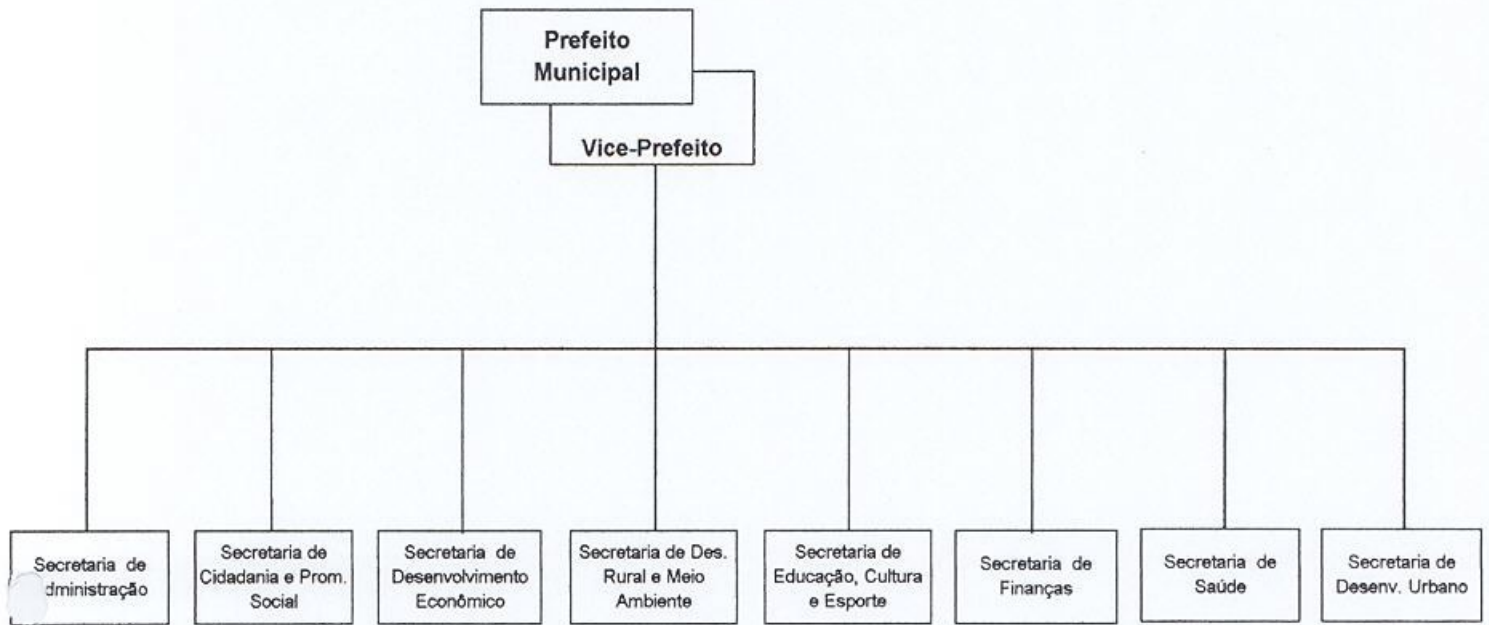 Prefeito
Municipal
Vice-Prefeito
Secretaria de
dministração
Secretaria de
Cidadania e Prom.
Social
Secretaria de
Desenvolvimento
Econômico
Secretaria de Des.
Rural e Meio
Ambiente
Secretaria de
Educação, Cultura
e Esporte
Secretaria de
Finanças
Secretaria de
Saúde
Secretaria de
Desenv. Urbano